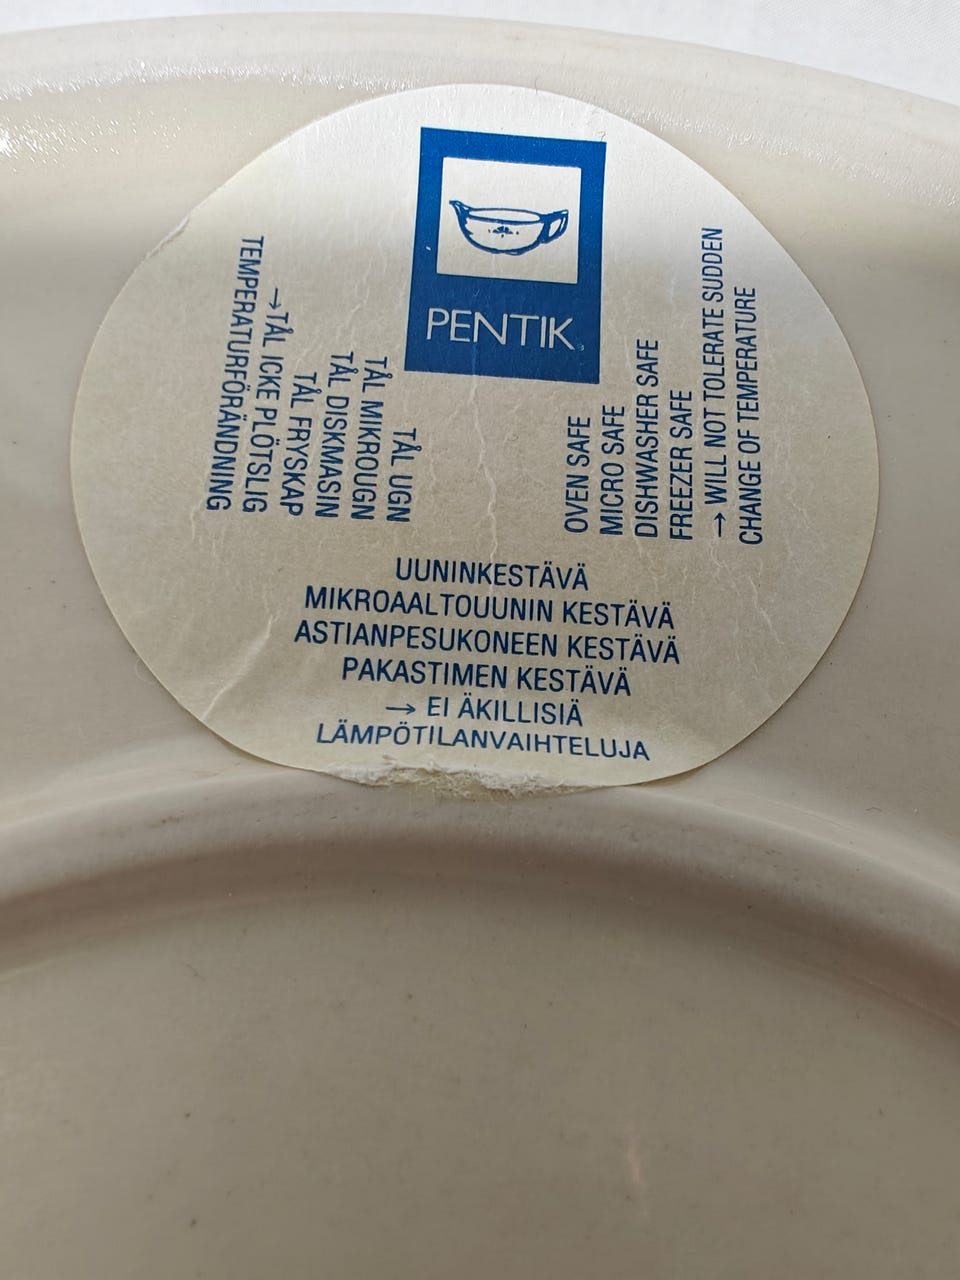 PENTIK
TÅL UGN
TÅL MIKROUGN
TÅL DISKMASIN
TÅL FRYSKAP
→TÅL ICKE PLÖTSLIG
TEMPERATURFÖRÄNDNING
OVEN SAFE
MICRO SAFE
DISHWASHER SAFE
FREEZER SAFE
→ WILL NOT TOLERATE SUDDEN
CHANGE OF TEMPERATURE
UUNINKESTÄVÄ
MIKROAALTOUUNIN KESTÄVÄ
ASTIANPESUKONEEN KESTÄVÄ
PAKASTIMEN KESTÄVÄ
→ EI ÄKILLISIÄ
LÄMPÖTILANVAIHTELUJA